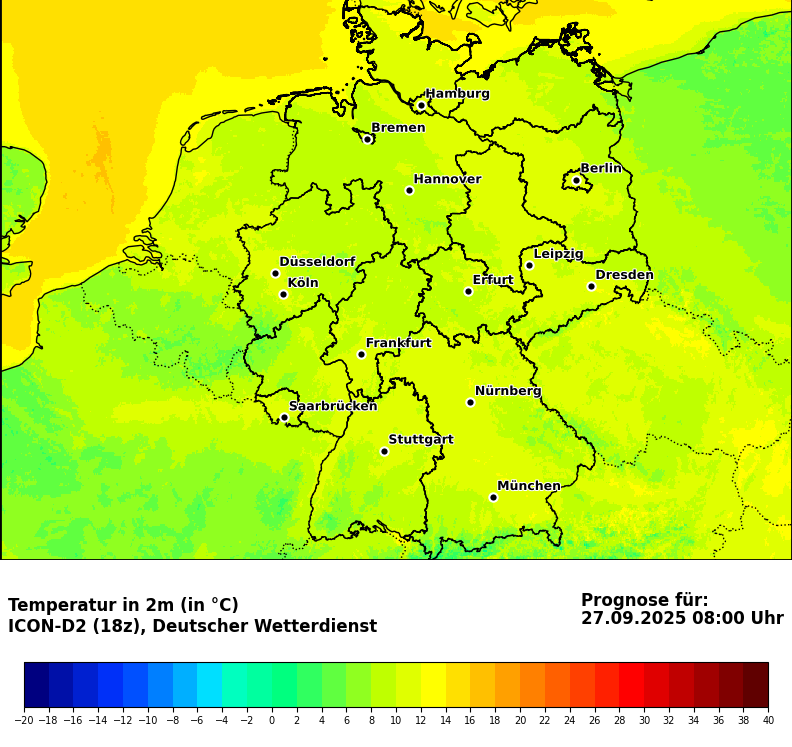 Hamburg
Bremen
Berlin
Hannover
Leipzig
Düsseldorf
Dresden
Erfurt
Köln
Frankfurt
Nürnberg
Saarbrücken
Stuttgart
München
Temperatur in 2m (in °C)
ICON-D2 (18z), Deutscher Wetterdienst
Prognose für:
27.09.2025 08:00 Uhr
−20 −18 −16 −14 −12 −10 −8 −6 −4 −2 0 2 4 6 8 10 12 14 16 18 20 22 24 26 28 30 32 34 36 38 40